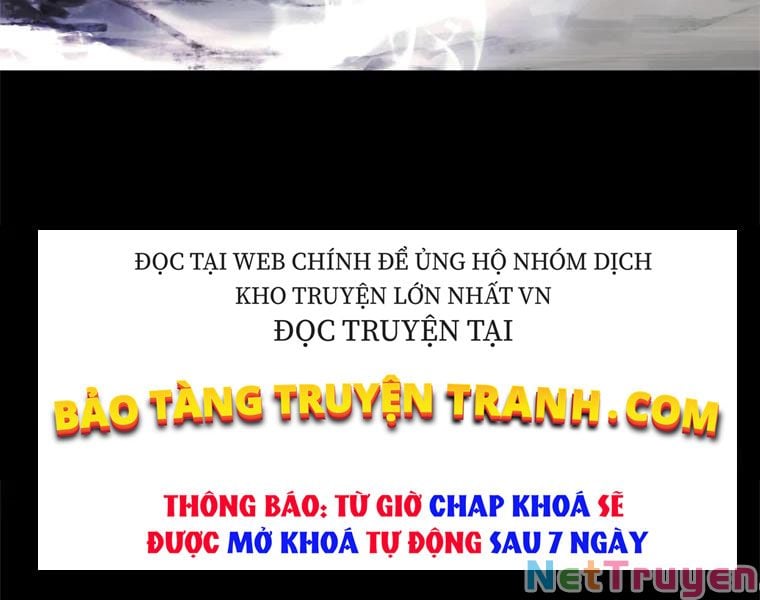 ĐỌC TẠI WEB CHÍNH ĐỂ ỦNG HỘ NHÓM DỊCH
KHO TRUYỆN LỚN NHẤT VN
ĐỌC TRUYỆN TẠI
BẢO TÀNG TRUYỆN TRANH.COM
THÔNG BÁO: TỪ GIỜ CHAP KHOÁ SẼ
ĐƯỢC MỞ KHOÁ TỰ ĐỘNG SAU 7 NGÀY
NetTruyen